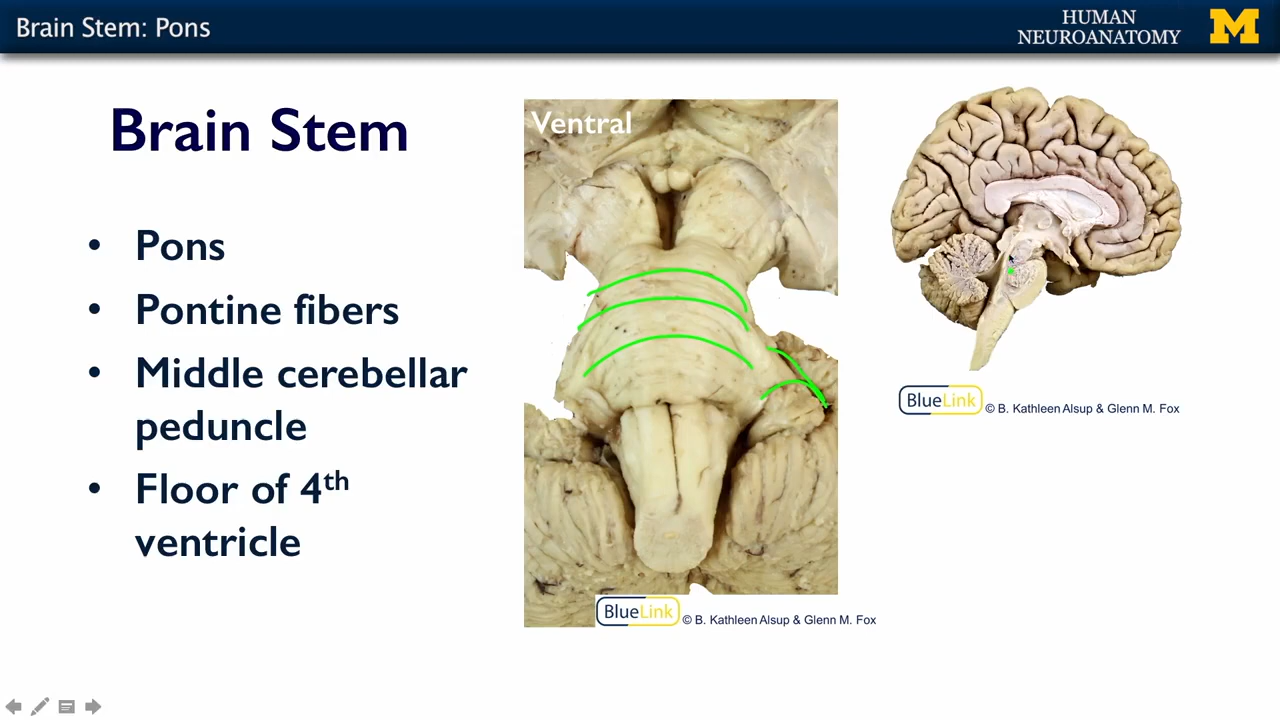 Brain Stem: Pons
HUMAN
NEUROANATOMY
M
Brain Stem
• Pons
• Pontine fibers
• Middle cerebellar
peduncle
• Floor of 4th
ventricle
Ventral
BlueLink © B. Kathleen Alsup & Glenn M. Fox
BlueLink © B. Kathleen Alsup & Glenn M. Fox